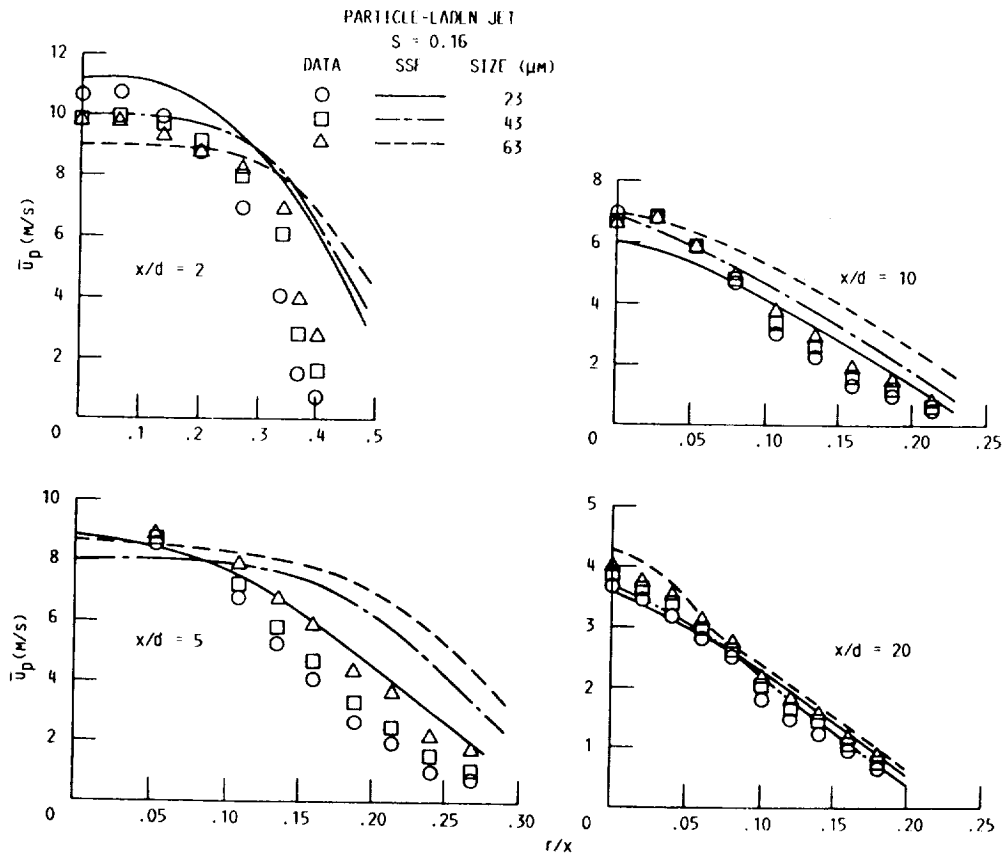 PARTICLE-LADEN JET
S = 0.16
DATA SSF SIZE (µM)
23
43
63
12
10
8
6
4
2
0
.1 .2 .3 .4 .5
ūp (M/S)
x/d = 2
8
6
4
2
0
.05 .10 .15 .20 .25
x/d = 10
10
8
6
4
2
0
.05 .10 .15 .20 .25 .30
ūp (M/S)
x/d = 5
5
4
3
2
1
0
.05 .10 .15 .20 .25
x/d = 20
r/x